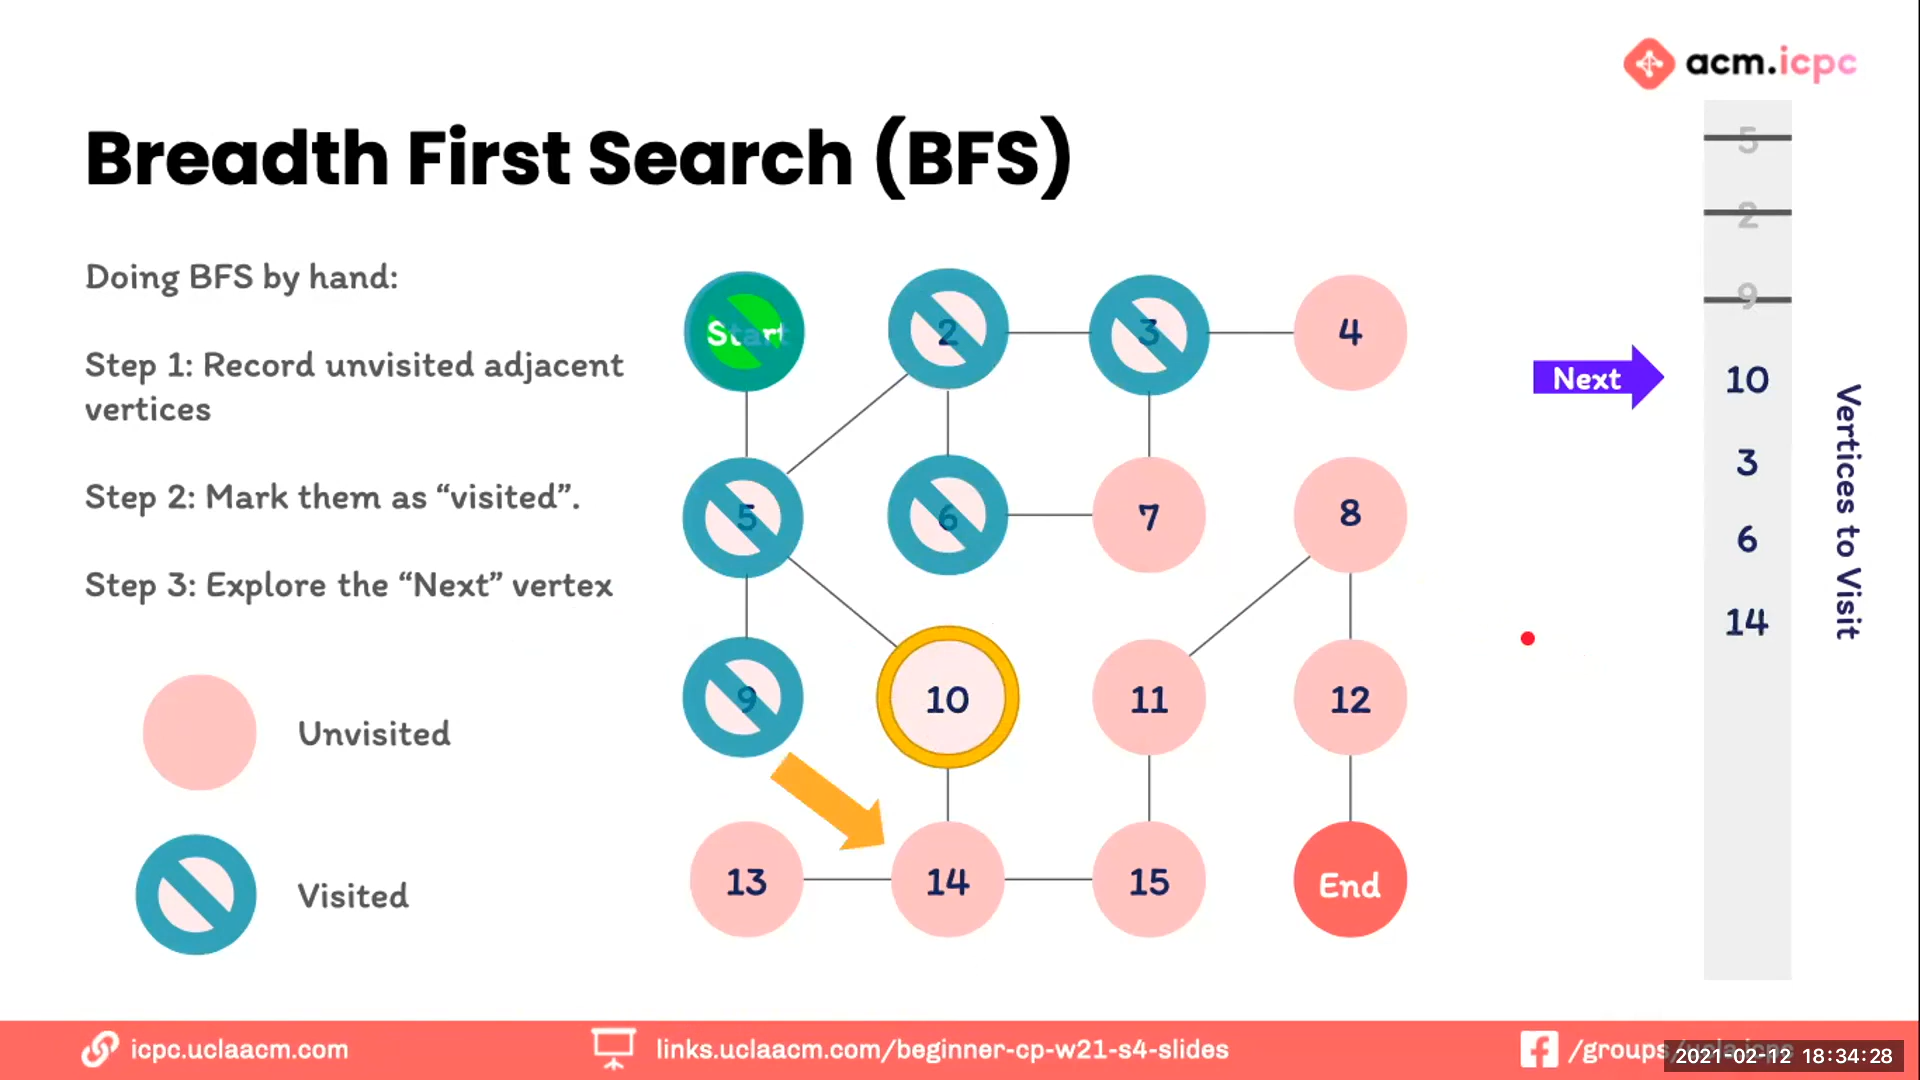 acm.icpc
Breadth First Search (BFS)
Doing BFS by hand:
Step 1: Record unvisited adjacent
vertices
Step 2: Mark them as “visited”.
Step 3: Explore the “Next” vertex
Unvisited
Visited
Start
2
3
4
5
6
7
8
9
10
11
12
13
14
15
End
Next
5
2
9
10
3
6
14
Vertices to Visit
icpc.uclaacm.com
links.uclaacm.com/beginner-cp-w21-s4-slides
/groups/ucla.icpc
2021-02-12 18:34:28